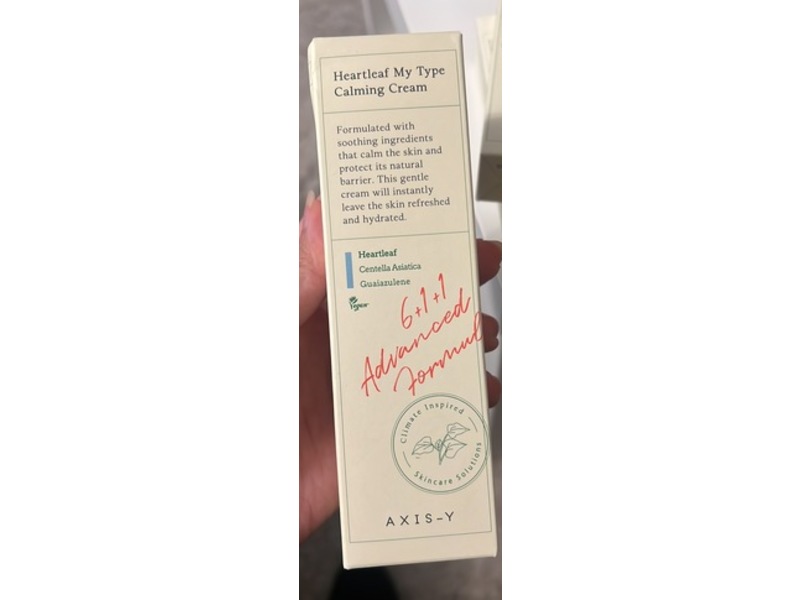 Heartleaf My Type
Calming Cream
Formulated with
soothing ingredients
that calm the skin and
protect its natural
barrier. This gentle
cream will instantly
leave the skin refreshed
and hydrated.
Heartleaf
Centella Asiatica
Guaiazulene
Vegan
6+1+1
Advanced
Formul
Climate Inspired
Skincare Solutions
AXIS-Y